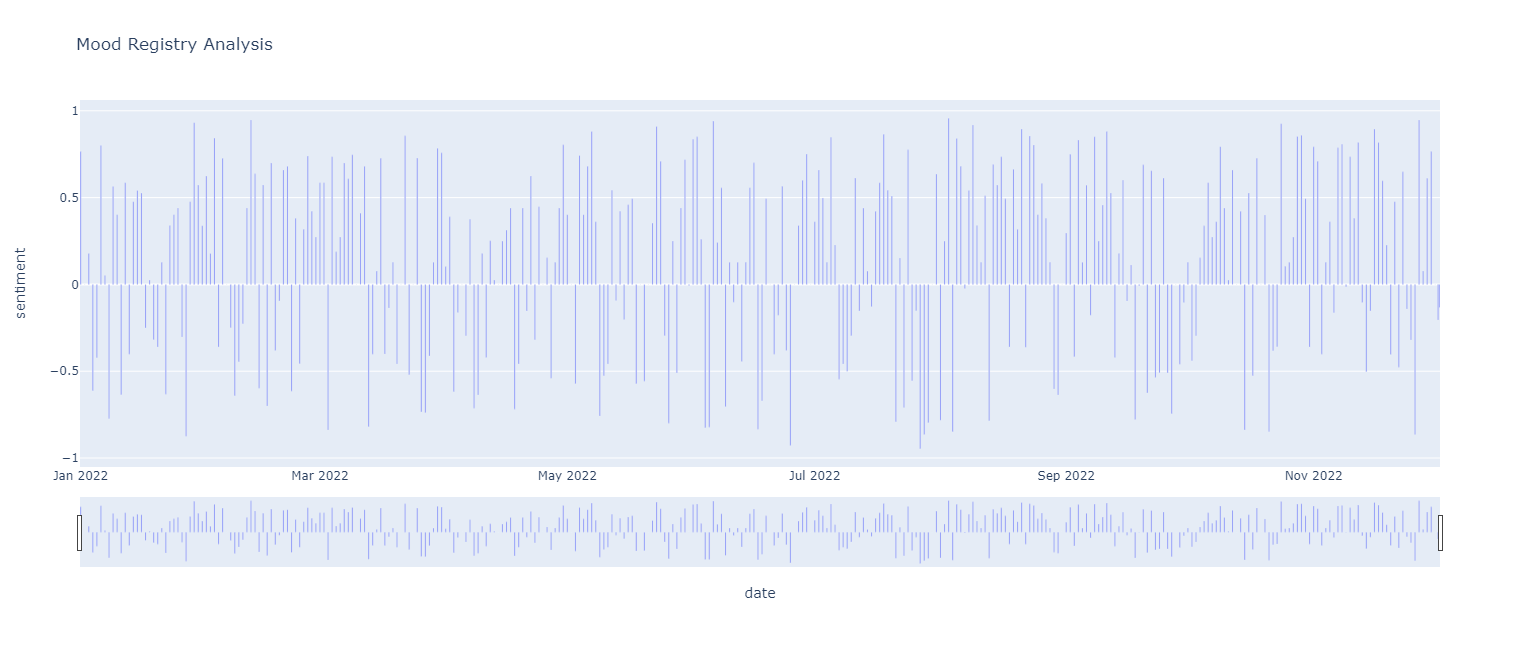 Mood Registry Analysis
1
0.5
0
−0.5
−1
sentiment
Jan 2022 Mar 2022 May 2022 Jul 2022 Sep 2022 Nov 2022
date